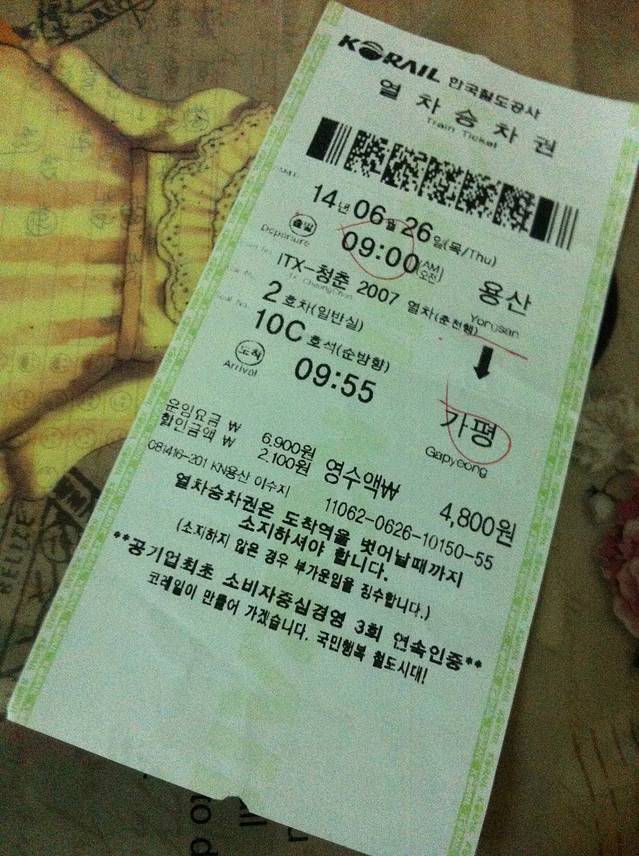 KORAIL 한국철도공사
열차승차권
Train Ticket
14년 06월 26일(목/Thu)
출발 09:00 (AM/오전) 용산
Departure Yongsan
ITX-청춘 2007 열차(춘천행)
2 호차(일반실)
10C 호석(순방향)
도착 09:55 가평
Arrival Gapyeong
운임요금 ₩ 6,900원
할인금액 ₩ 2,100원 영수액₩ 4,800원
11062-0626-10150-55
열차승차권은 도착역을 벗어날때까지
소지하셔야 합니다.
(소지하지 않은 경우 부가운임을 징수합니다.)
**공기업최초 소비자중심경영 3회 연속인증**
코레일이 만들어 가겠습니다. 국민행복 철도시대!
BELIZE